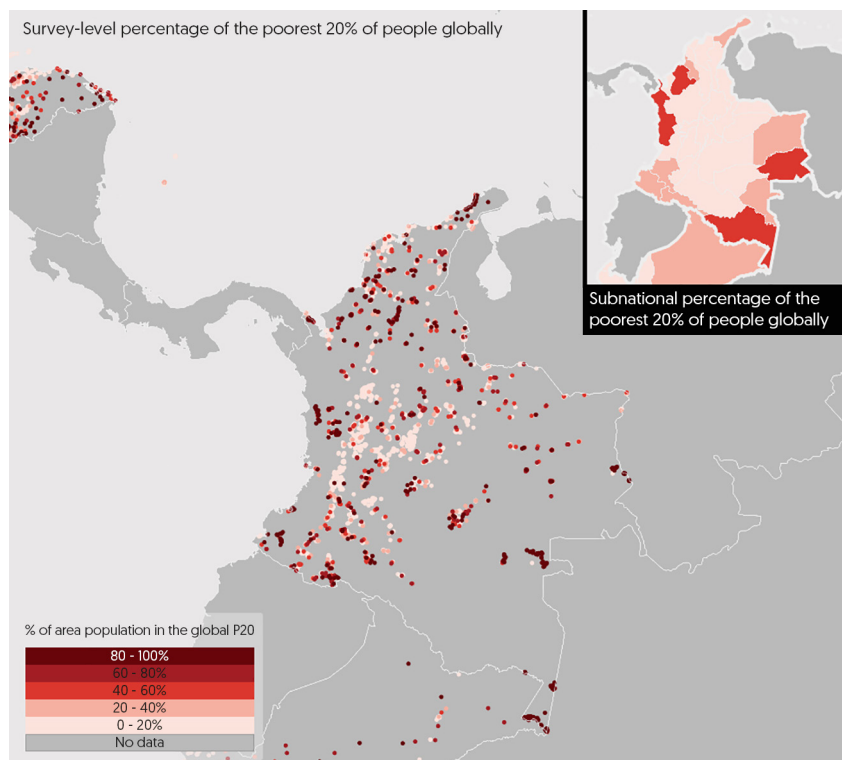 Survey-level percentage of the poorest 20% of people globally
Subnational percentage of the
poorest 20% of people globally
% of area population in the global P20
80 - 100%
60 - 80%
40 - 60%
20 - 40%
0 - 20%
No data